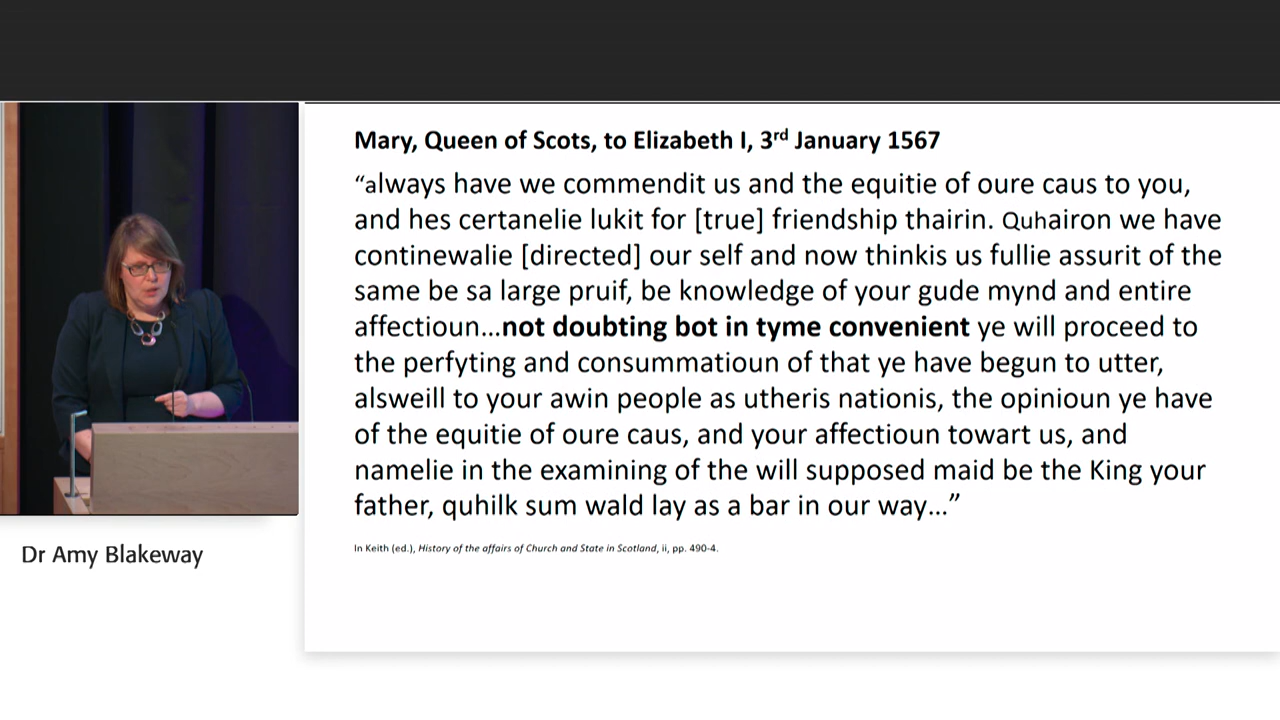 Mary, Queen of Scots, to Elizabeth I, 3rd January 1567
“always have we commendit us and the equitie of oure caus to you,
and hes certanelie lukit for [true] friendship thairin. Quhairon we have
continewalie [directed] our self and now thinkis us fullie assurit of the
same be sa large pruif, be knowledge of your gude mynd and entire
affectioun...not doubting bot in tyme convenient ye will proceed to
the perfyting and consummatioun of that ye have begun to utter,
alsweill to your awin people as utheris nationis, the opinioun ye have
of the equitie of oure caus, and your affectioun towart us, and
namelie in the examining of the will supposed maid be the King your
father, quhilk sum wald lay as a bar in our way...”
In Keith (ed.), History of the affairs of Church and State in Scotland, ii, pp. 490-4.
Dr Amy Blakeway